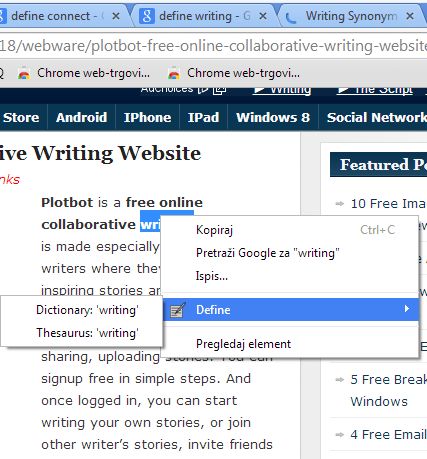 define connect - G
define writing - G
Writing Synonym
18/webware/plotbot-free-online-collaborative-writing-website
Chrome web-trgovi...
Chrome web-trgovi...
AdChoices
Writing
The Script
Store Android IPhone IPad Windows 8 Social Network
ive Writing Website
Featured Po
nks
Plotbot is a free online
collaborative
is made especially
writers where the
inspiring stories an
sharing, uploading stories. You can
signup free in simple steps. And
once logged in, you can start
writing your own stories, or join
other writer's stories, invite friends
Kopiraj Ctrl+C
Pretraži Google za "writing"
Ispis...
Define
Pregledaj element
Dictionary: 'writing'
Thesaurus: 'writing'
10 Free Ima
5 Free Break
Windows
4 Free